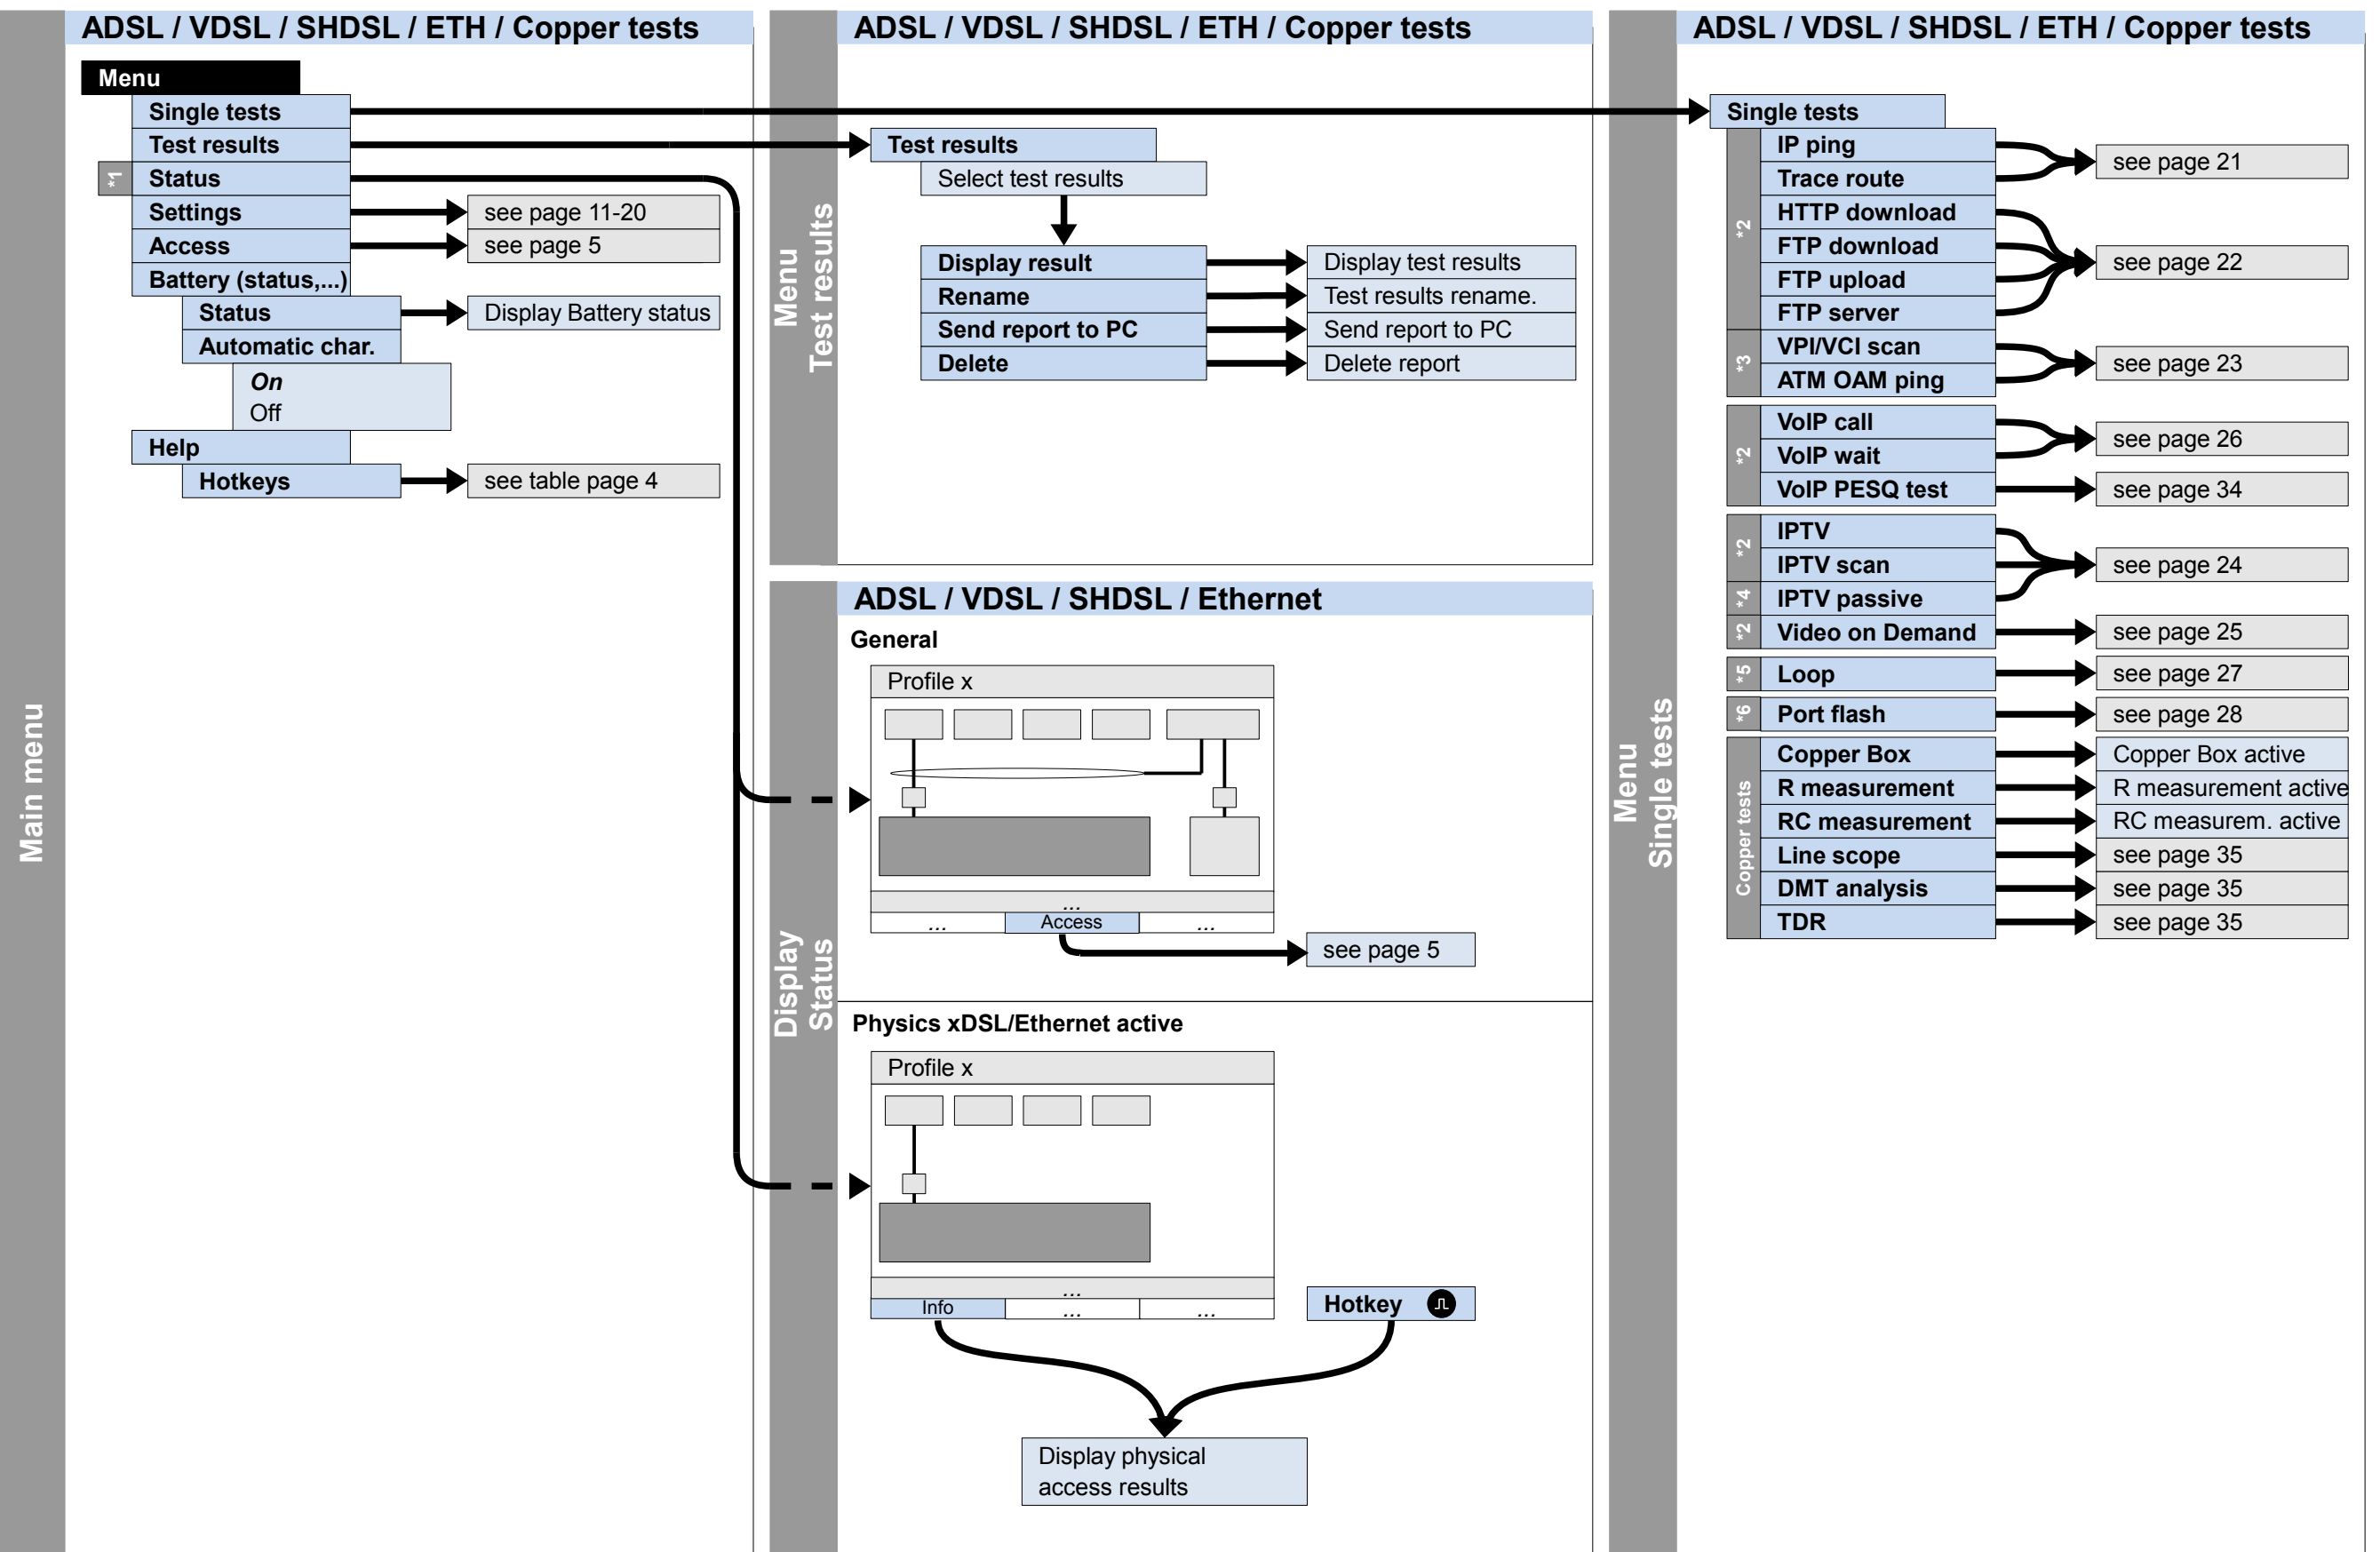 Main menu
ADSL / VDSL / SHDSL / ETH / Copper tests
Menu
Single tests
Test results
*1
Status
Settings
see page 11-20
Access
see page 5
Battery (status,...)
Status
Display Battery status
Automatic char.
On
Off
Help
Hotkeys
see table page 4
Menu
Test results
ADSL / VDSL / SHDSL / ETH / Copper tests
Test results
Select test results
Display result
Display test results
Rename
Test results rename.
Send report to PC
Send report to PC
Delete
Delete report
Display
Status
ADSL / VDSL / SHDSL / Ethernet
General
Profile x
...
...
Access
...
see page 5
Physics xDSL/Ethernet active
Profile x
...
Info
...
...
Hotkey
Display physical
access results
Menu
Single tests
ADSL / VDSL / SHDSL / ETH / Copper tests
Single tests
*2
IP ping
Trace route
see page 21
HTTP download
FTP download
FTP upload
FTP server
see page 22
*3
VPI/VCI scan
ATM OAM ping
see page 23
*2
VoIP call
VoIP wait
see page 26
VoIP PESQ test
see page 34
*2
IPTV
IPTV scan
see page 24
*4
IPTV passive
*2
Video on Demand
see page 25
*5
Loop
see page 27
*6
Port flash
see page 28
Copper tests
Copper Box
Copper Box active
R measurement
R measurement active
RC measurement
RC measurem. active
Line scope
see page 35
DMT analysis
see page 35
TDR
see page 35